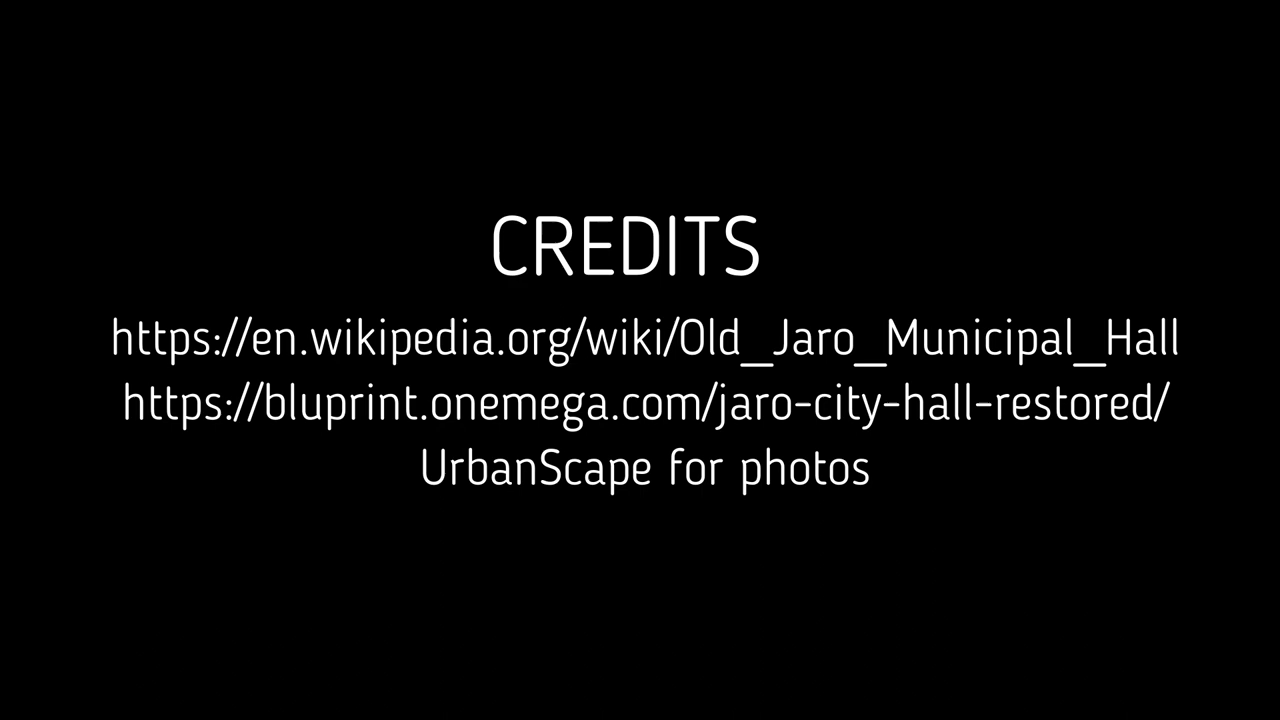 CREDITS
https://en.wikipedia.org/wiki/Old_Jaro_Municipal_Hall
https://bluprint.onemega.com/jaro-city-hall-restored/
UrbanScape for photos